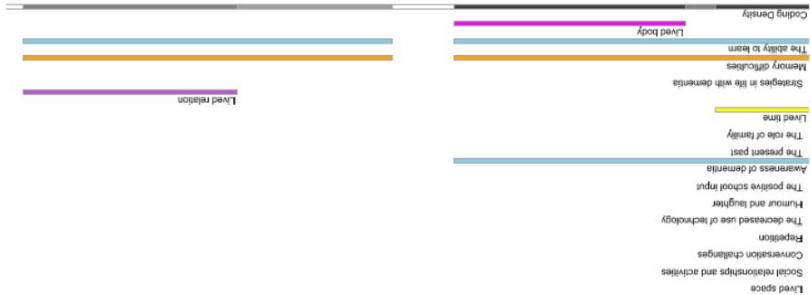 Lived space
Social relationships and activities
Conversation challenges
Repetition
The decreased use of technology
Humour and laughter
The positive school input
Awareness of dementia
The present past
The role of family
Lived time
Lived relation
Strategies in life with dementia
Memory difficulties
The ability to learn
Lived body
Coding Density